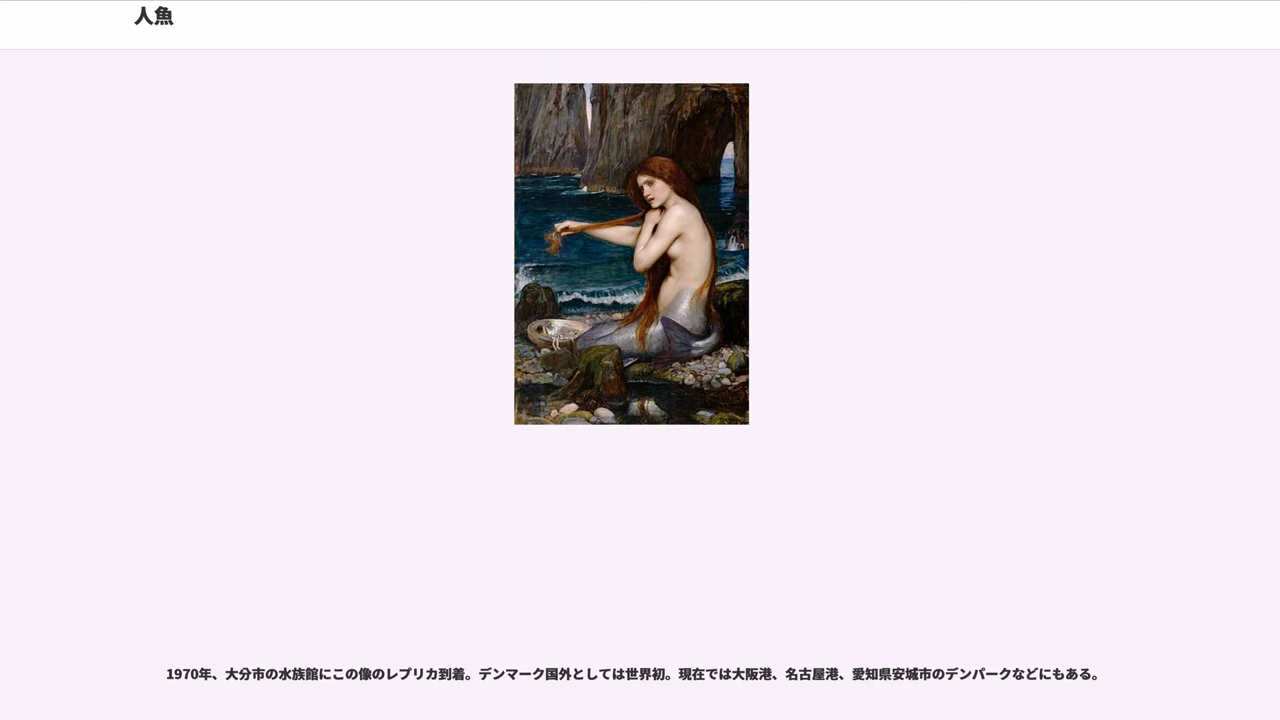 人魚
1970年、大分市の水族館にこの像のレプリカ到着。デンマーク国外としては世界初。現在では大阪港、名古屋港、愛知県安城市のデンパークなどにもある。